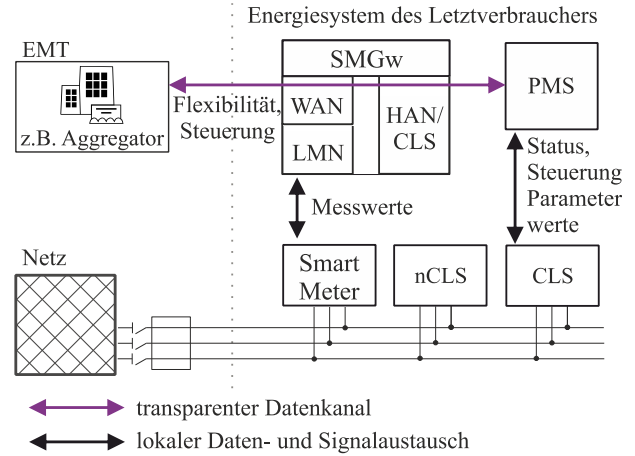 Energiesystem des Letztverbrauchers
EMT
SMGw
PMS
WAN
HAN/
CLS
LMN
z.B. Aggregator
Flexibilität,
Steuerung
Messwerte
Status,
Steuerung
Parameter
werte
Netz
Smart
Meter
nCLS
CLS
transparenter Datenkanal
lokaler Daten- und Signalaustausch